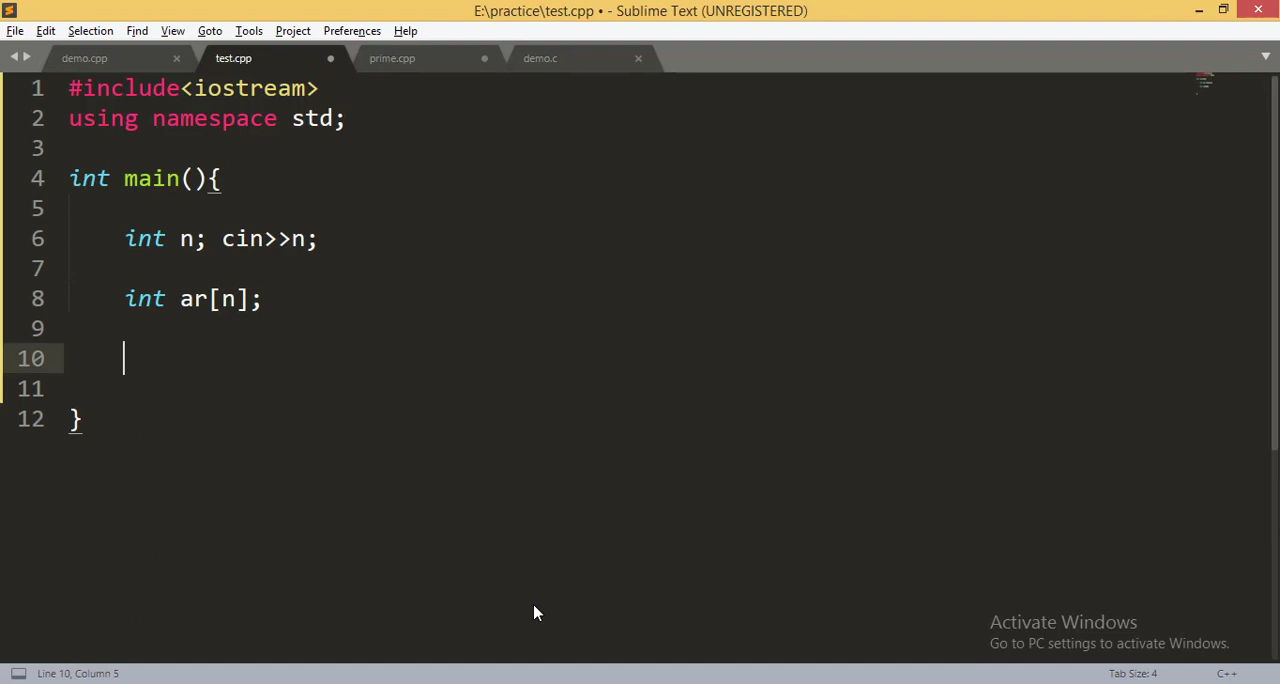 E:\practice\test.cpp • - Sublime Text (UNREGISTERED)
File Edit Selection Find View Goto Tools Project Preferences Help
demo.cpp test.cpp prime.cpp demo.c
1 #include<iostream>
2 using namespace std;
3
4 int main(){
5
6 int n; cin>>n;
7
8 int ar[n];
9
10
11
12 }
Activate Windows
Go to PC settings to activate Windows.
Line 10, Column 5 Tab Size: 4 C++